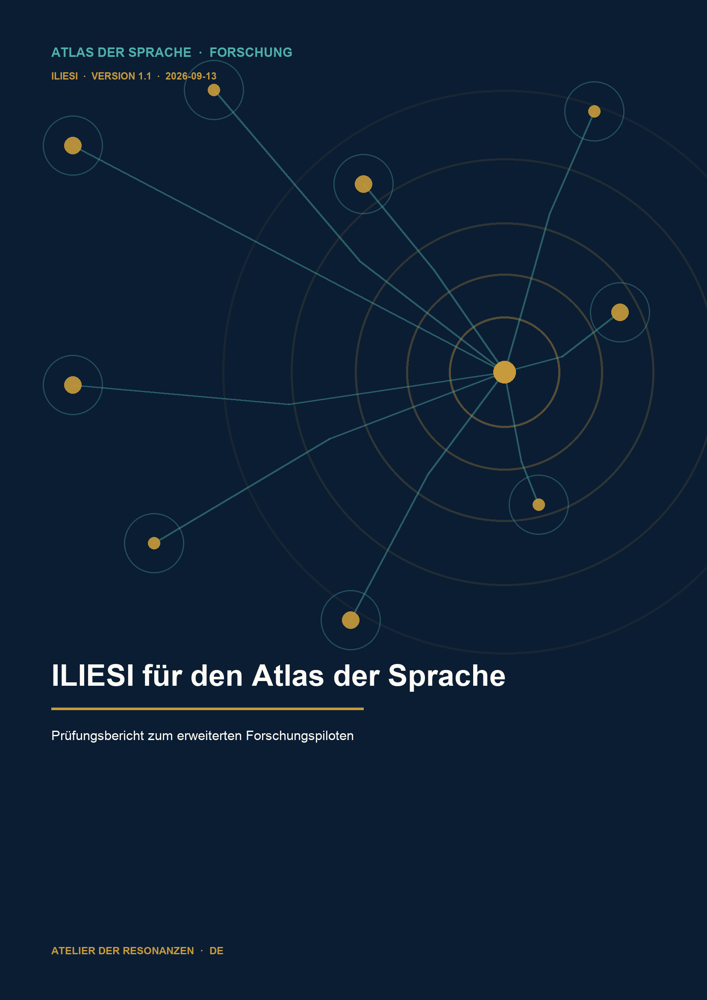 ATLAS DER SPRACHE · FORSCHUNG
ILIESI · VERSION 1.1 · 2026-09-13
ILIESI für den Atlas der Sprache
Prüfungsbericht zum erweiterten Forschungspiloten
ATELIER DER RESONANZEN · DE